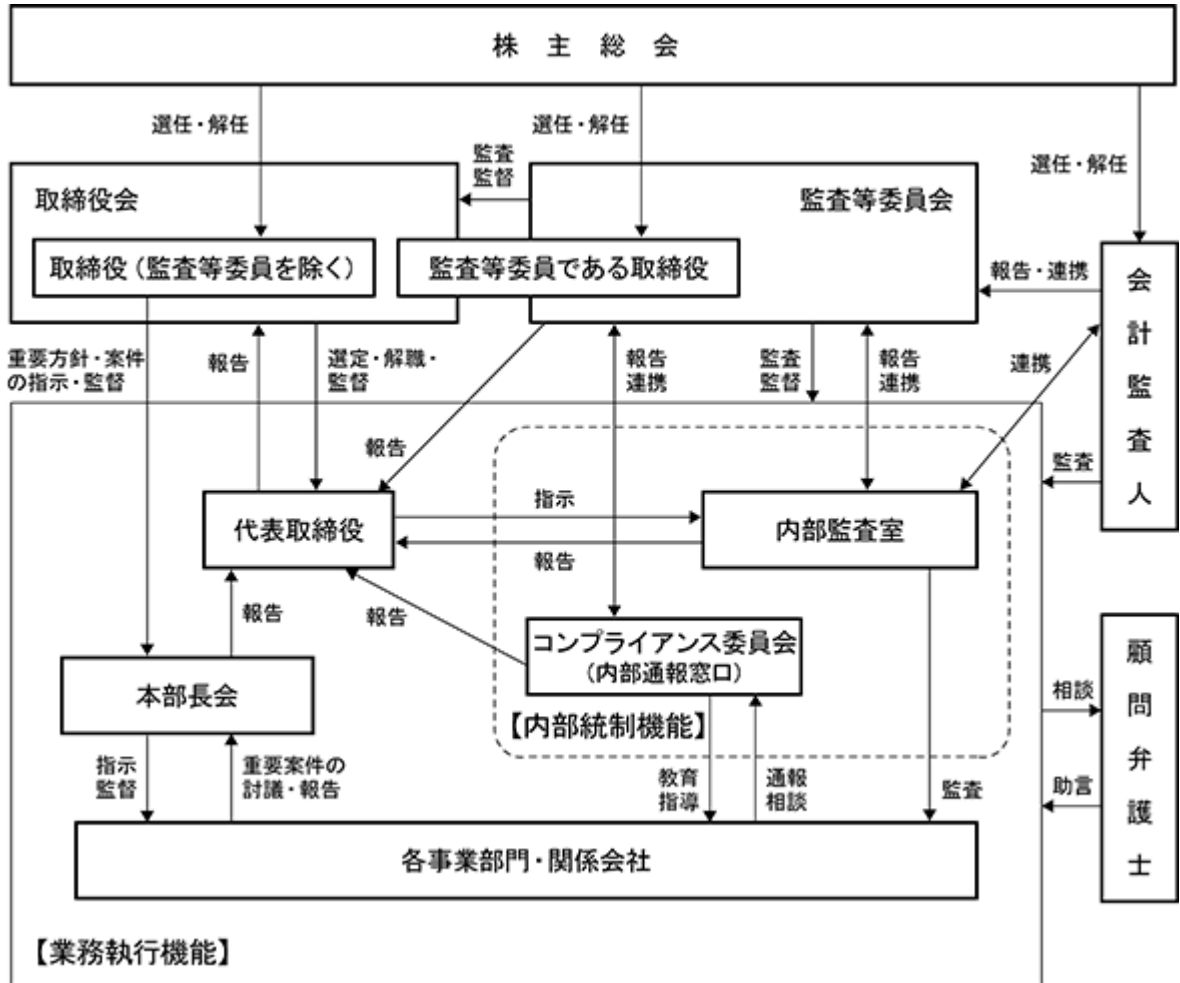 株主総会
選任・解任
選任・解任
選任・解任
監査
監督
取締役会
監査等委員会
取締役（監査等委員を除く）
監査等委員である取締役
報告・連携
会計監査人
重要方針・案件
の指示・監督
報告
選定・解職・
監督
報告
連携
監査
監督
報告
連携
連携
報告
監査
代表取締役
指示
報告
内部監査室
報告
報告
コンプライアンス委員会
（内部通報窓口）
本部長会
【内部統制機能】
相談
助言
顧問弁護士
指示
監督
重要案件の
討議・報告
教育
指導
通報
相談
監査
各事業部門・関係会社
【業務執行機能】